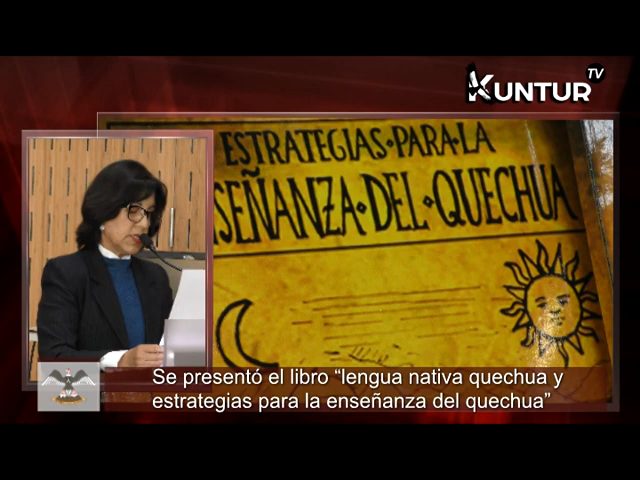 KUNTUR TV
ESTRATEGIAS·PARA·LA
SEÑANZA·DEL·QUECHUA
Se presentó el libro “lengua nativa quechua y
estrategias para la enseñanza del quechua”